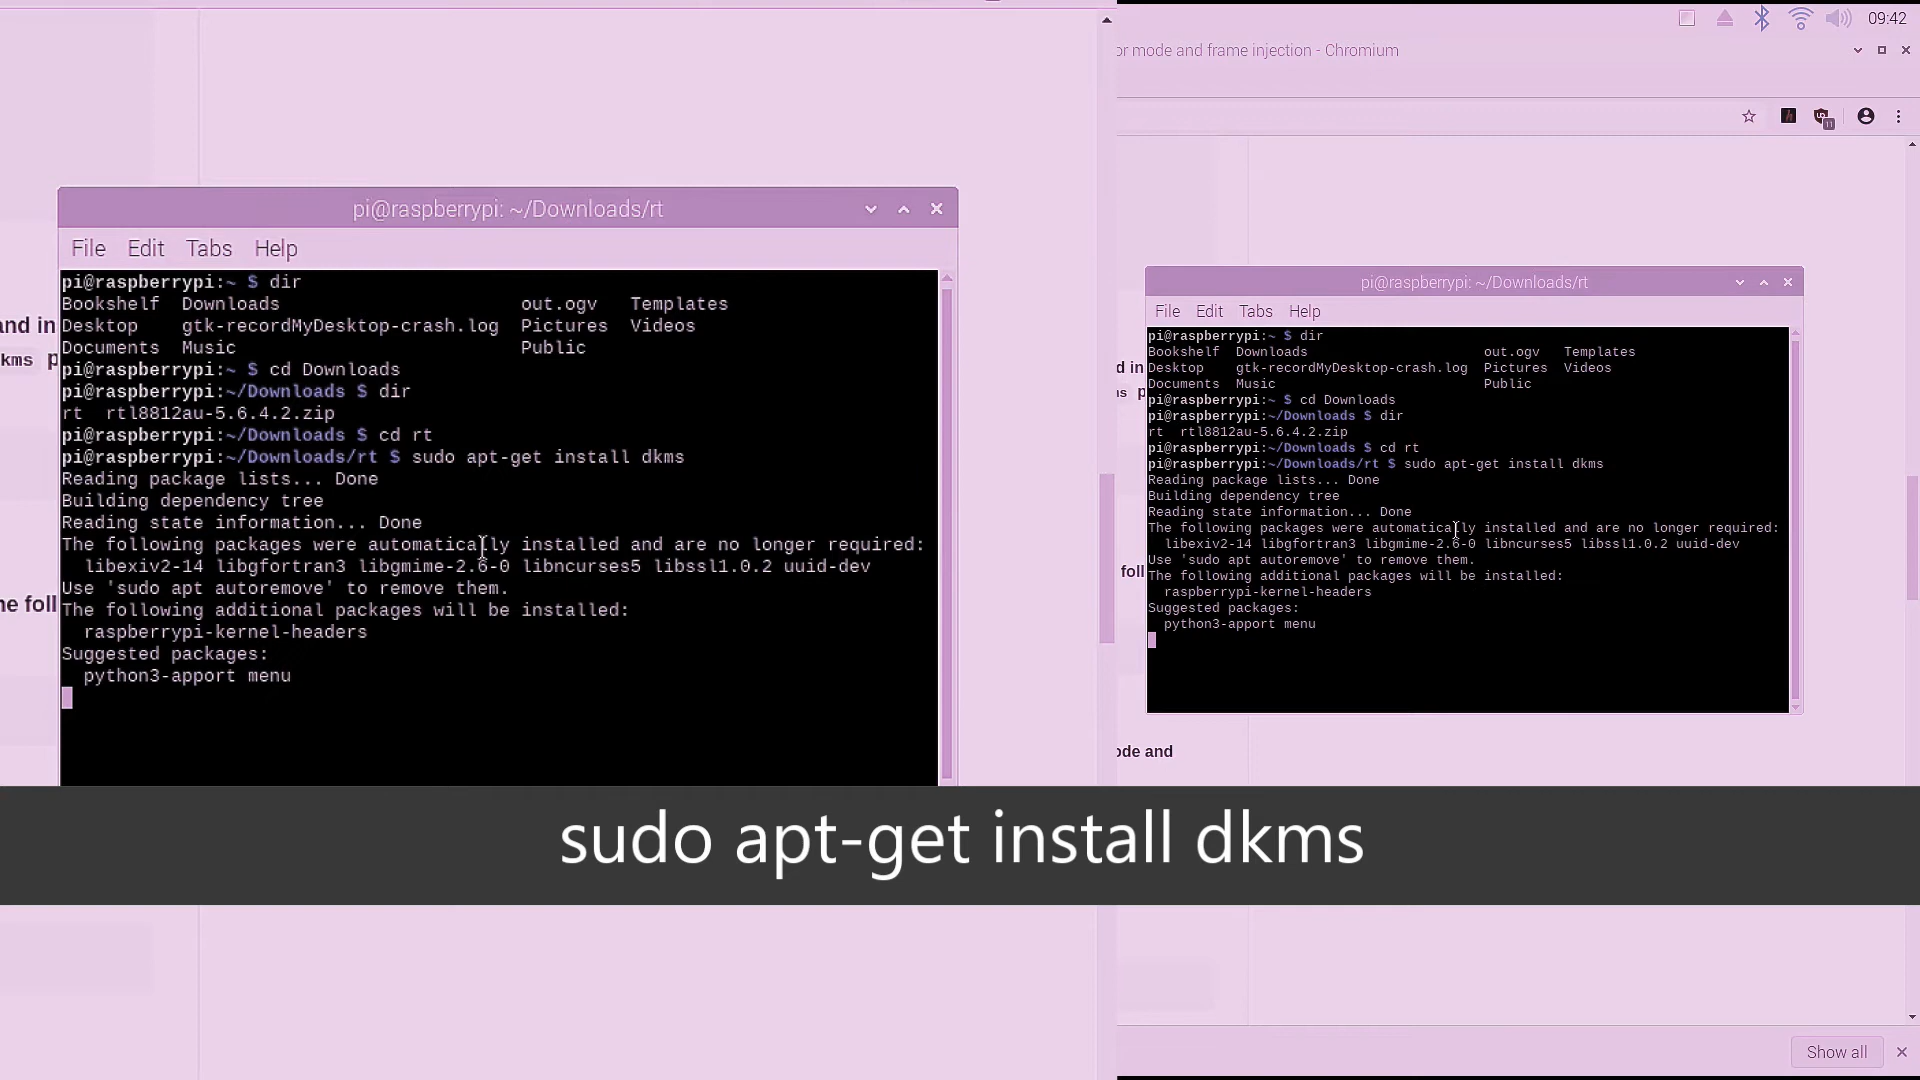 09:42
or mode and frame injection - Chromium
11
pi@raspberrypi: ~/Downloads/rt
File Edit Tabs Help
pi@raspberrypi:~ $ dir
Bookshelf Downloads out.ogv Templates
Desktop gtk-recordMyDesktop-crash.log Pictures Videos
Documents Music Public
pi@raspberrypi:~ $ cd Downloads
pi@raspberrypi:~/Downloads $ dir
rt rtl8812au-5.6.4.2.zip
pi@raspberrypi:~/Downloads $ cd rt
pi@raspberrypi:~/Downloads/rt $ sudo apt-get install dkms
Reading package lists... Done
Building dependency tree
Reading state information... Done
The following packages were automatically installed and are no longer required:
libexiv2-14 libgfortran3 libgmime-2.6-0 libncurses5 libssl1.0.2 uuid-dev
Use 'sudo apt autoremove' to remove them.
The following additional packages will be installed:
raspberrypi-kernel-headers
Suggested packages:
python3-apport menu
and in
kms p
ne foll
pi@raspberrypi: ~/Downloads/rt
File Edit Tabs Help
pi@raspberrypi:~ $ dir
Bookshelf Downloads out.ogv Templates
Desktop gtk-recordMyDesktop-crash.log Pictures Videos
Documents Music Public
pi@raspberrypi:~ $ cd Downloads
pi@raspberrypi:~/Downloads $ dir
rt rtl8812au-5.6.4.2.zip
pi@raspberrypi:~/Downloads $ cd rt
pi@raspberrypi:~/Downloads/rt $ sudo apt-get install dkms
Reading package lists... Done
Building dependency tree
Reading state information... Done
The following packages were automatically installed and are no longer required:
libexiv2-14 libgfortran3 libgmime-2.6-0 libncurses5 libssl1.0.2 uuid-dev
Use 'sudo apt autoremove' to remove them.
The following additional packages will be installed:
raspberrypi-kernel-headers
Suggested packages:
python3-apport menu
d in
ms p
foll
ode and
sudo apt-get install dkms
Show all